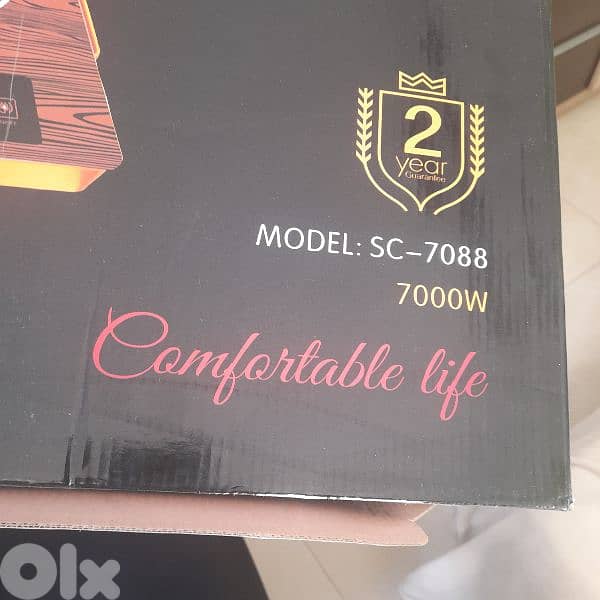 2
year
Guarantee
MODEL: SC-7088
7000W
Comfortable life
Olx